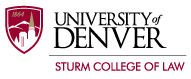 1864
UNIVERSITY of
DENVER
STURM COLLEGE OF LAW